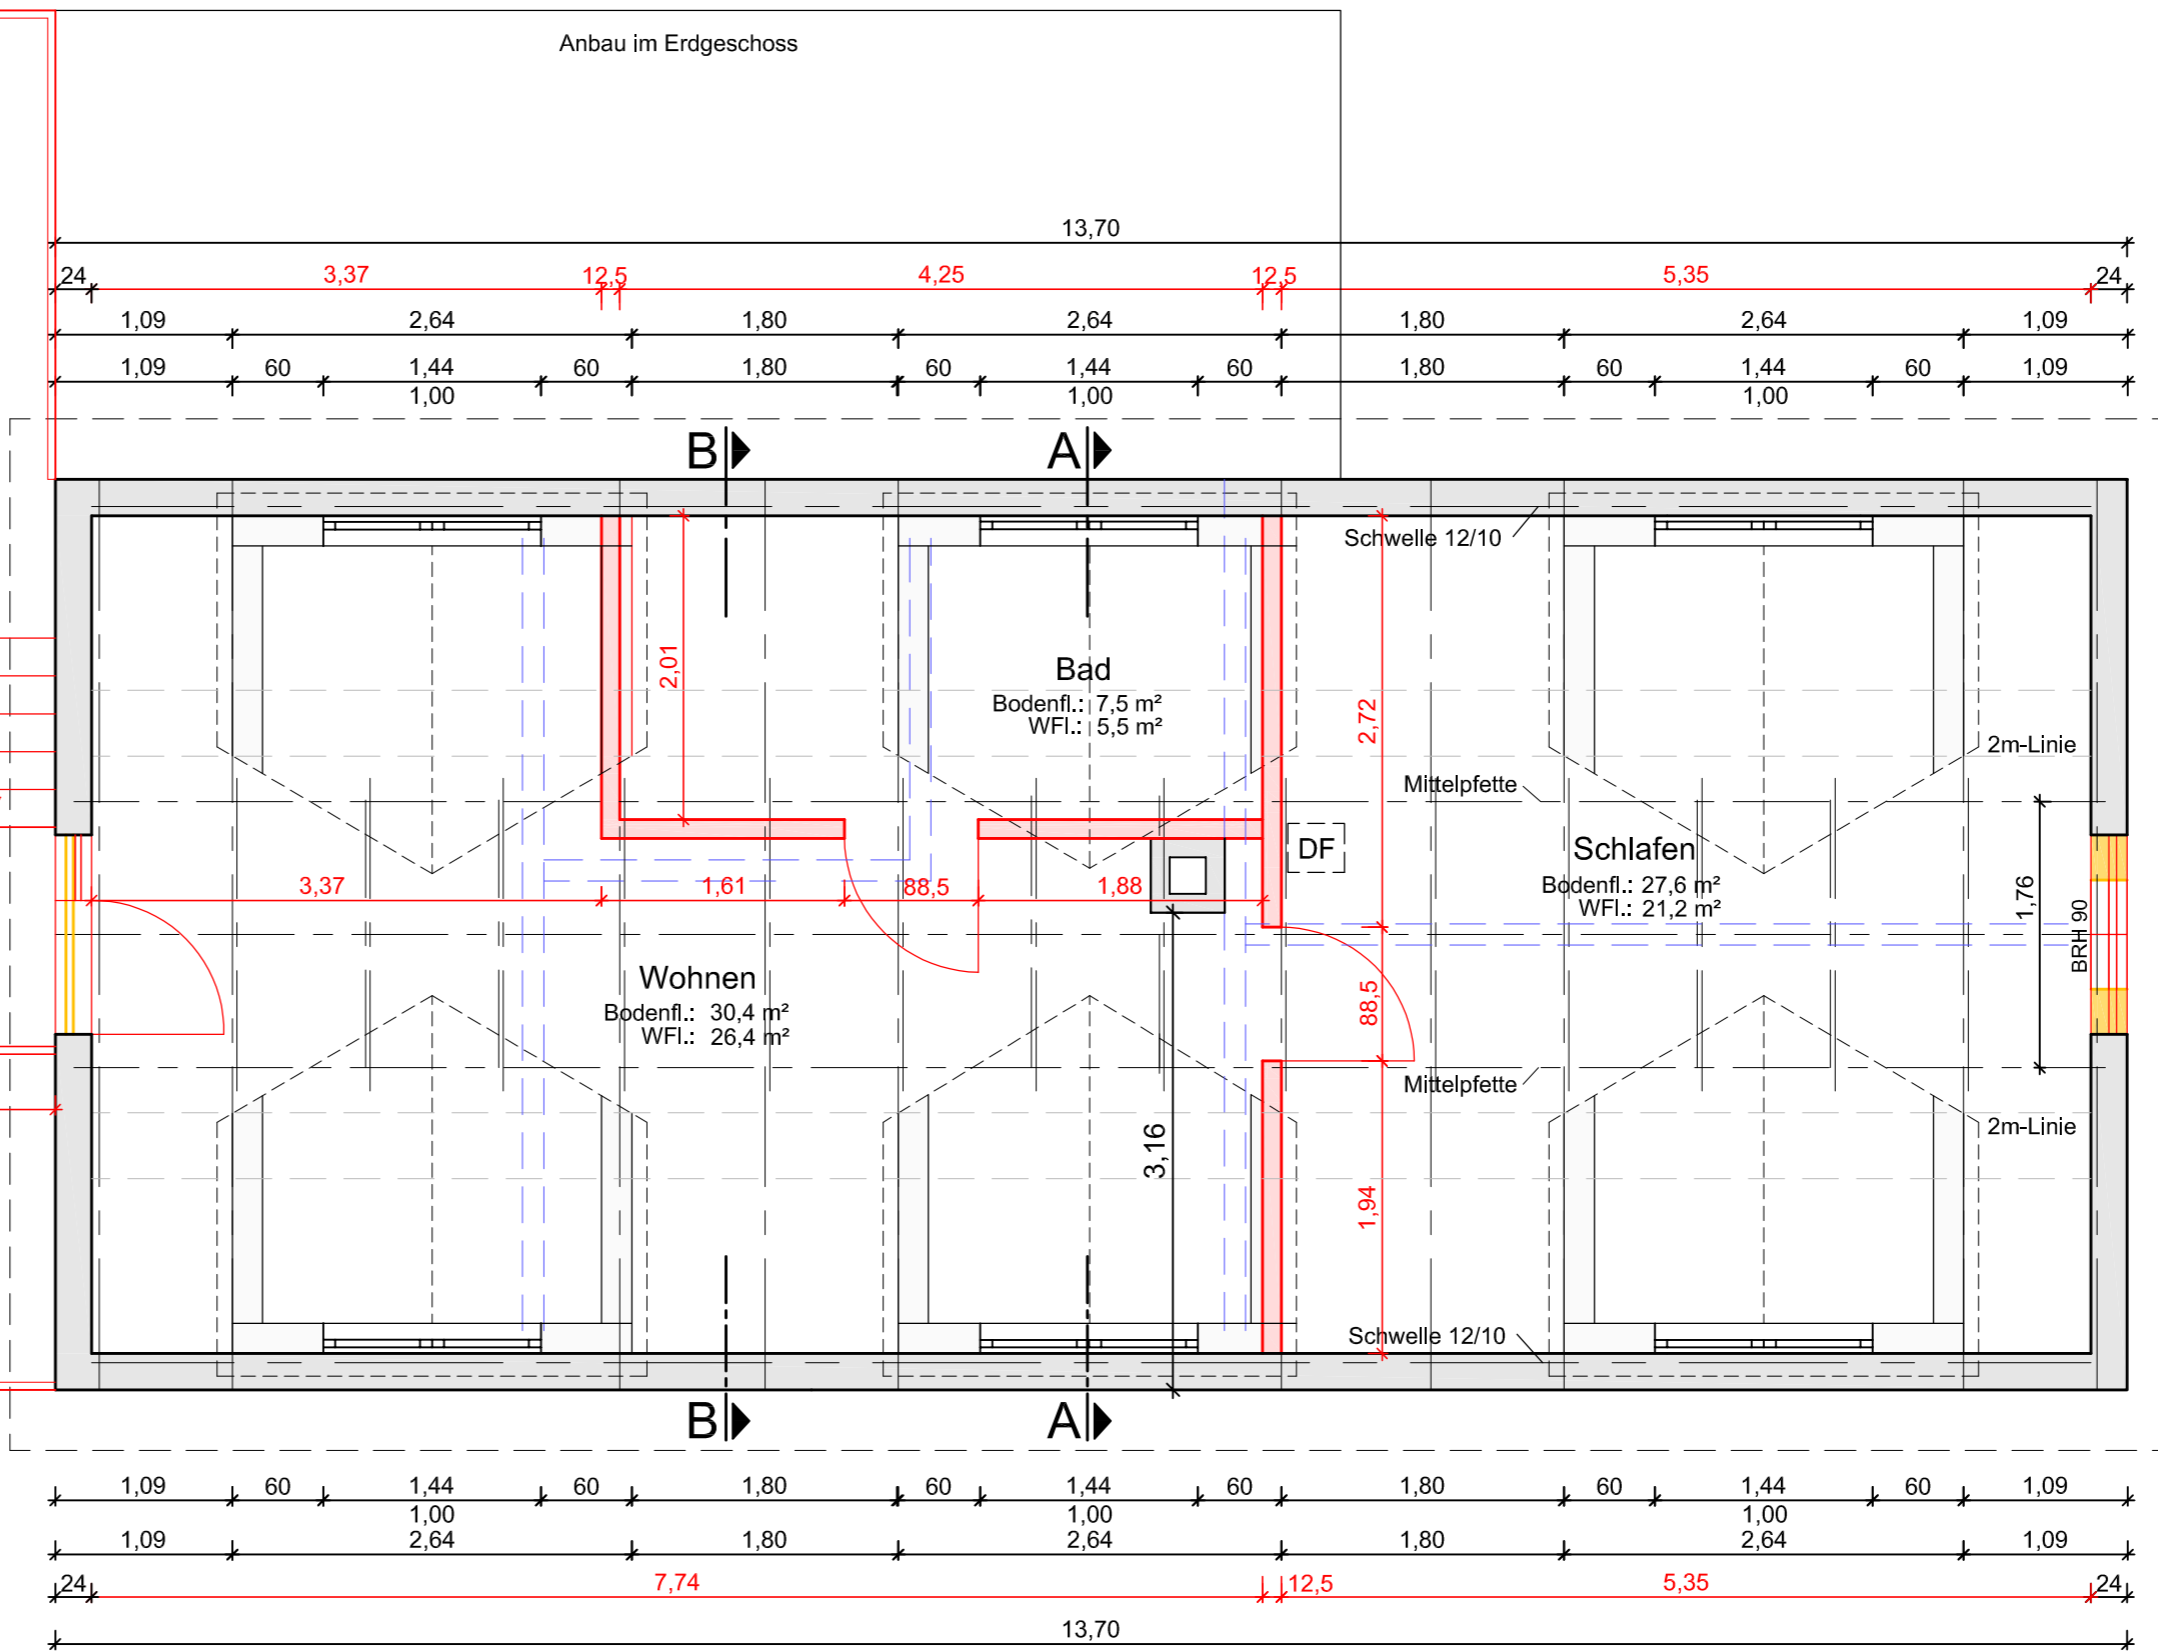 Anbau im Erdgeschoss
13,70
24 3,37 12,5 4,25 12,5 5,35 24
1,09 2,64 1,80 2,64 1,80 2,64 1,09
1,09 60 1,44 60 1,80 60 1,44 60 1,80 60 1,44 60 1,09
1,00 1,00 1,00
B A
Schwelle 12/10
2,01
Bad
Bodenfl.: 7,5 m²
WFl.: 5,5 m²
2,72
2m-Linie
Mittelpfette
DF
Schlafen
Bodenfl.: 27,6 m²
WFl.: 21,2 m²
3,37 1,61 88,5 1,88
1,76
BRH 90
Wohnen
Bodenfl.: 30,4 m²
WFl.: 26,4 m²
88,5
Mittelpfette
2m-Linie
3,16
1,94
Schwelle 12/10
B A
1,09 60 1,44 60 1,80 60 1,44 60 1,80 60 1,44 60 1,09
1,00 1,00 1,00
1,09 2,64 1,80 2,64 1,80 2,64 1,09
24 7,74 12,5 5,35 24
13,70